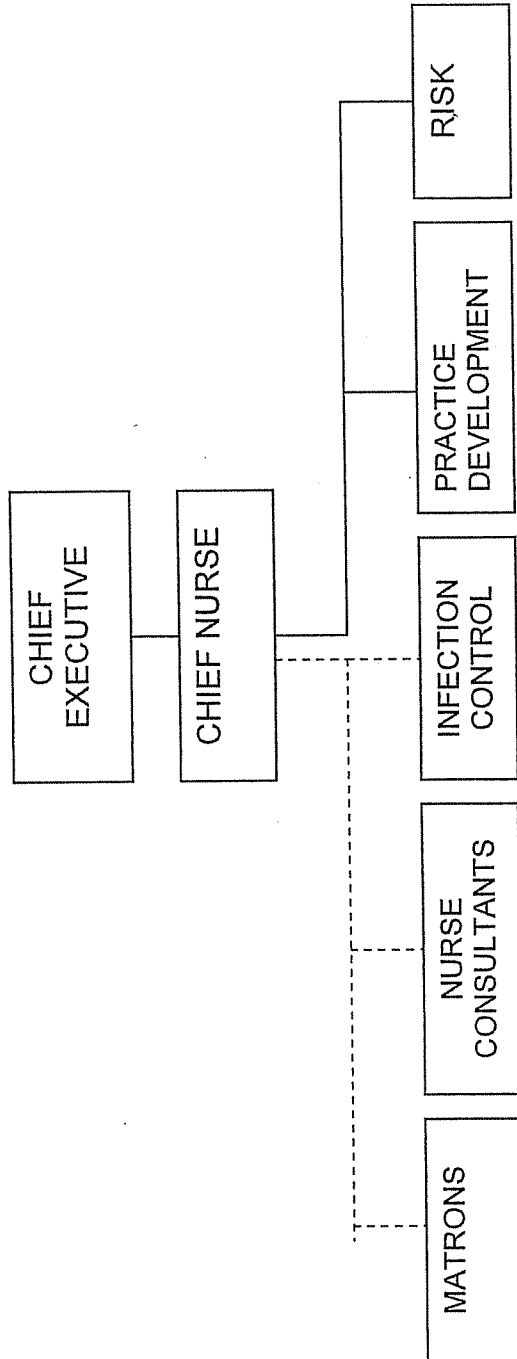 CHIEF
EXECUTIVE
CHIEF NURSE
MATRONS
NURSE
CONSULTANTS
INFECTION
CONTROL
PRACTICE
DEVELOPMENT
RISK